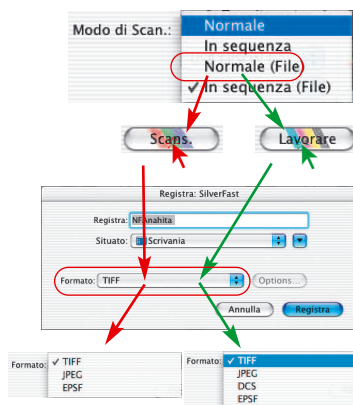 Modo di Scan.:
Normale
In sequenza
Normale (File)
✓ In sequenza (File)
Scans.
Lavorare
Registra: SilverFast
Registra: NFAnahita
Situato: Scrivania
Formato: TIFF
Options...
Annulla
Registra
Formato: ✓ TIFF
JPEG
EPSF
Formato: ✓ TIFF
JPEG
DCS
EPSF